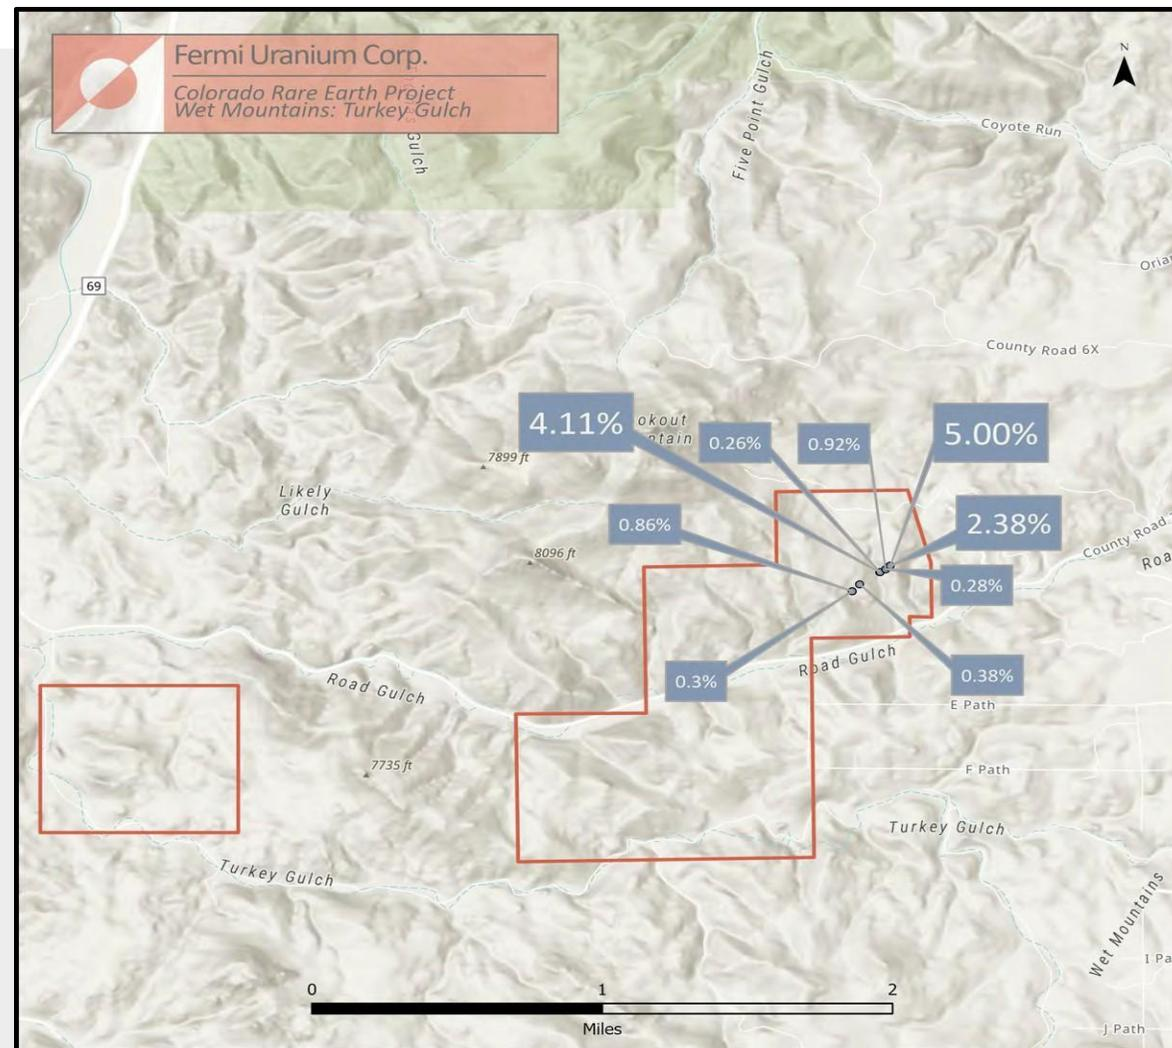 Fermi Uranium Corp.
Colorado Rare Earth Project
Wet Mountains: Turkey Gulch
Gulch
Five Point Gulch
N
Coyote Run
69
County Road 6X
4.11%
0.26%
0.92%
5.00%
7899 ft
Likely
Gulch
0.86%
2.38%
8096 ft
County Road
0.28%
Road Gulch
0.3%
0.38%
Road Gulch
E Path
7735 ft
F Path
Turkey Gulch
Turkey Gulch
Wet Mountains
J Path
0 1 2
Miles